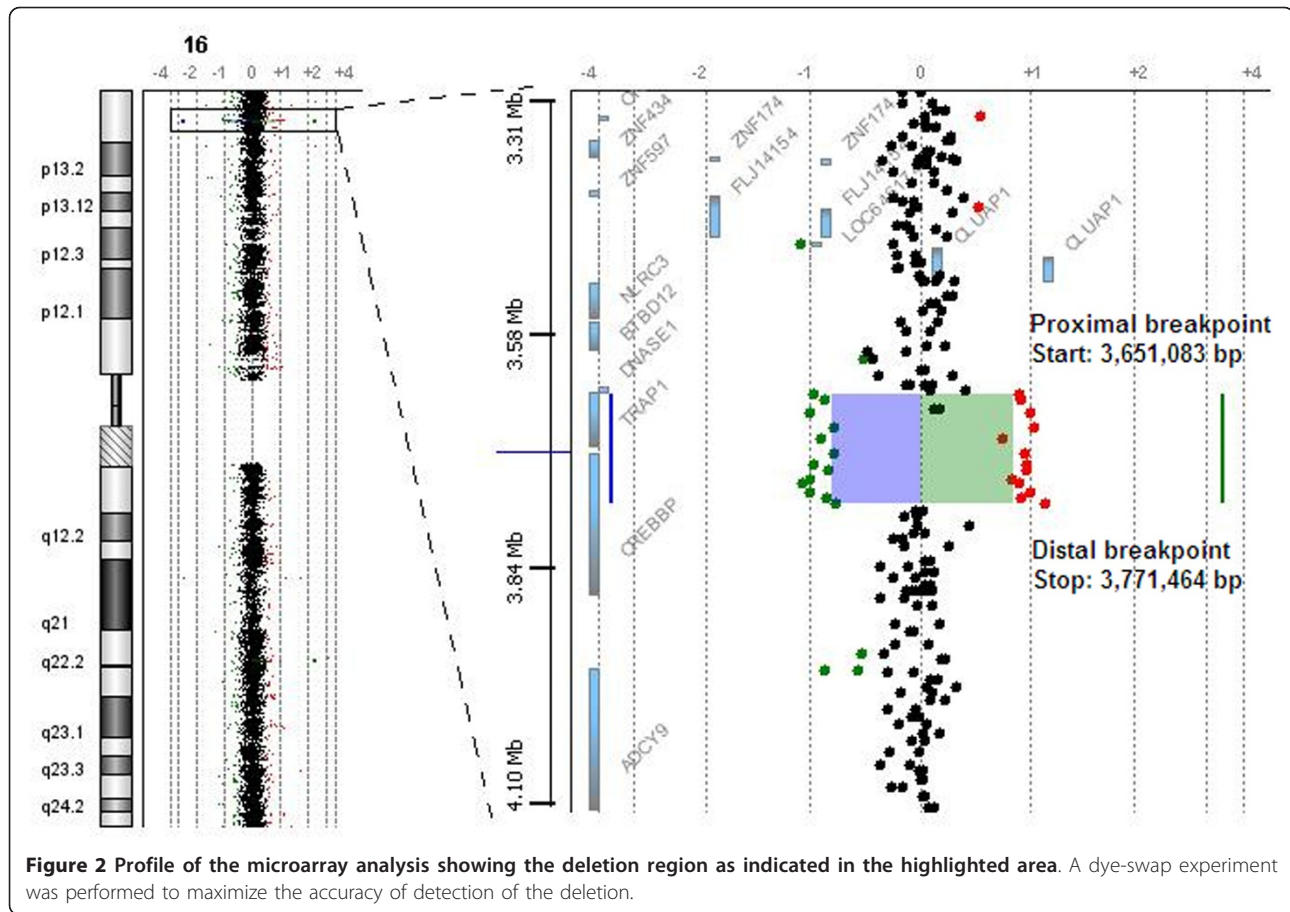 16
-4 -2 -1 0 +1 +2 +4
-4 -2 -1 0 +1 +2 +4
p13.2
p13.12
p12.3
p12.1
q12.2
q21
q22.2
q23.1
q23.3
q24.2
3.31 Mb
3.58 Mb
3.84 Mb
4.10 Mb
ZNF434
ZNF597
ZNF174
FLJ14154
ZNF174
CLUAP1
CLUAP1
NLRC3
BTBD12
DNASE1
TRAP1
CREBBP
ADCY9
Proximal breakpoint
Start: 3,651,083 bp
Distal breakpoint
Stop: 3,771,464 bp
Figure 2 Profile of the microarray analysis showing the deletion region as indicated in the highlighted area. A dye-swap experiment
was performed to maximize the accuracy of detection of the deletion.